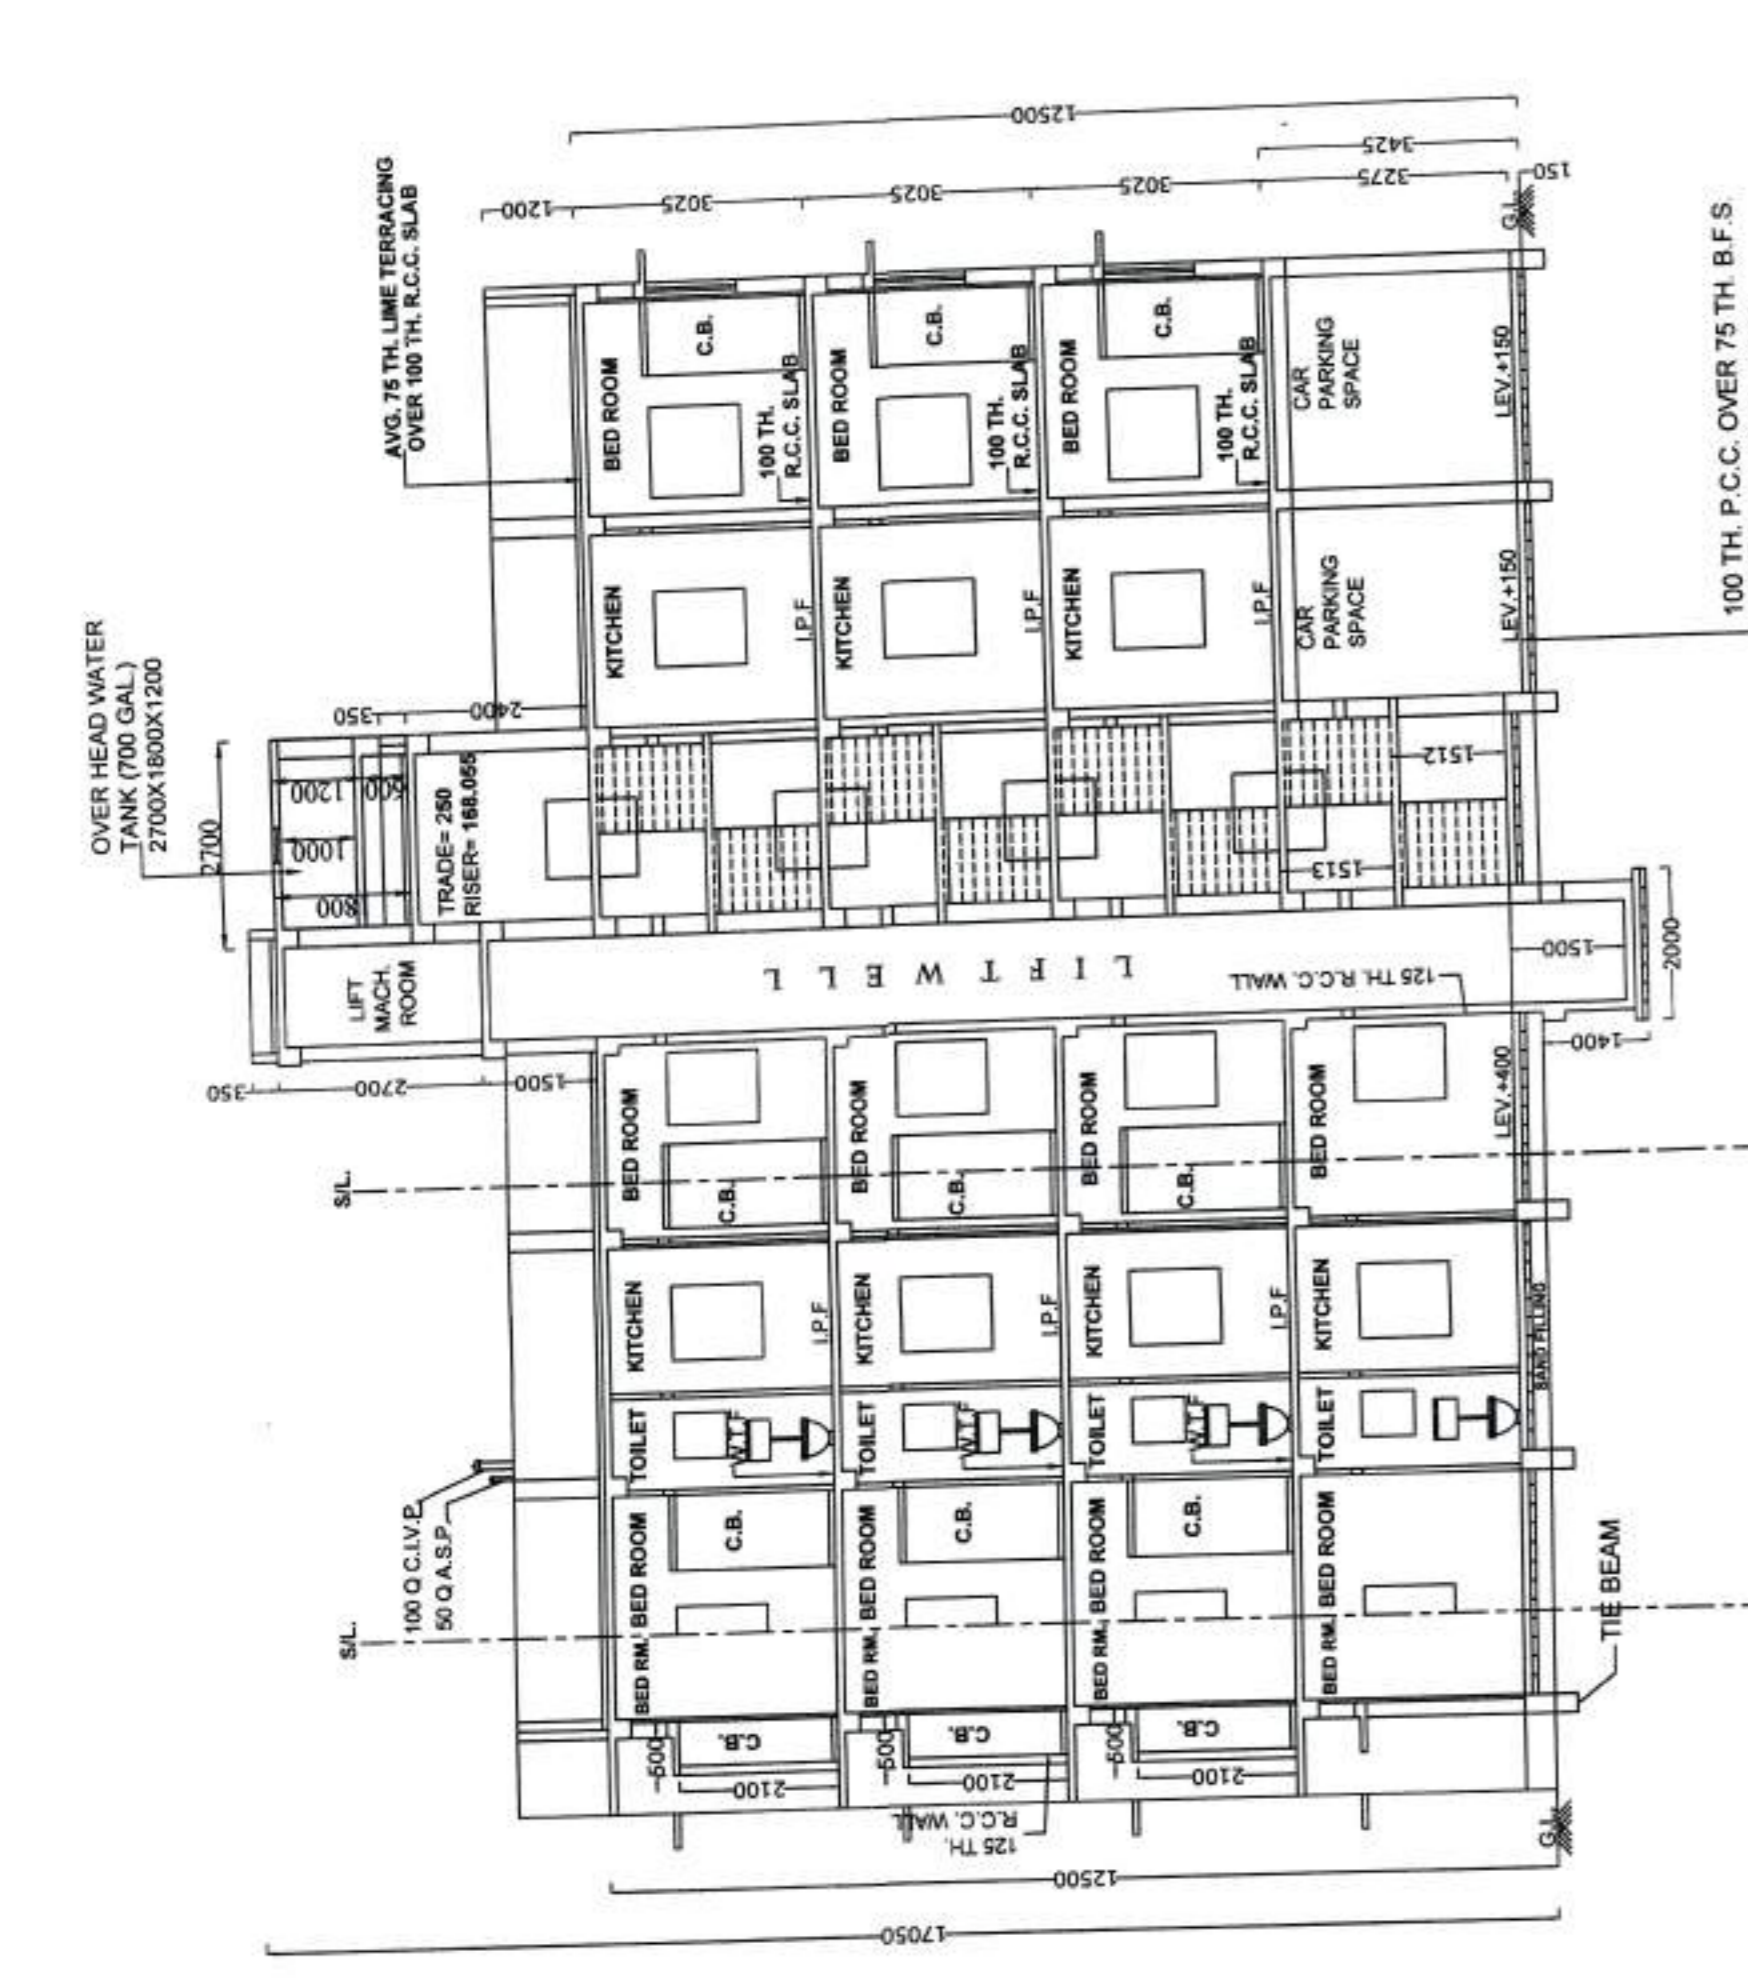 OVER HEAD WATER
TANK (700 GAL.)
2700X1800X1200
2700
1200
600
1000
800
350
2400
TRADE= 250
RISER= 168.055
LIFT
MACH.
ROOM
350
2700
1500
AVG. 75 TH. LIME TERRACING
OVER 100 TH. R.C.C. SLAB
1200
3025
3025
3025
3275
150
3425
12500
G.L.
BED ROOM
C.B.
100 TH.
R.C.C. SLAB
BED ROOM
C.B.
100 TH.
R.C.C. SLAB
BED ROOM
C.B.
100 TH.
R.C.C. SLAB
CAR
PARKING
SPACE
LEV.+150
KITCHEN
I.P.F
KITCHEN
I.P.F
KITCHEN
I.P.F
CAR
PARKING
SPACE
LEV.+150
100 TH. P.C.C. OVER 75 TH. B.F.S.
1512
1513
LIFT WELL
125 TH. R.C.C. WALL
1500
2000
1400
S/L.
BED ROOM
C.B.
BED ROOM
C.B.
BED ROOM
C.B.
BED ROOM
LEV.+400
KITCHEN
I.P.F
KITCHEN
I.P.F
KITCHEN
I.P.F
KITCHEN
SAND FILLING
TOILET
W.T.F
TOILET
W.T.F
TOILET
W.T.F
TOILET
100 Q C.I.V.P
50 Q A.S.P
S/L.
BED RM. BED ROOM
C.B.
BED RM. BED ROOM
C.B.
BED RM. BED ROOM
C.B.
BED RM. BED ROOM
TIE BEAM
500
C.B.
2100
500
C.B.
2100
500
C.B.
2100
125 TH.
R.C.C. WALL
G.L.
12500
17050